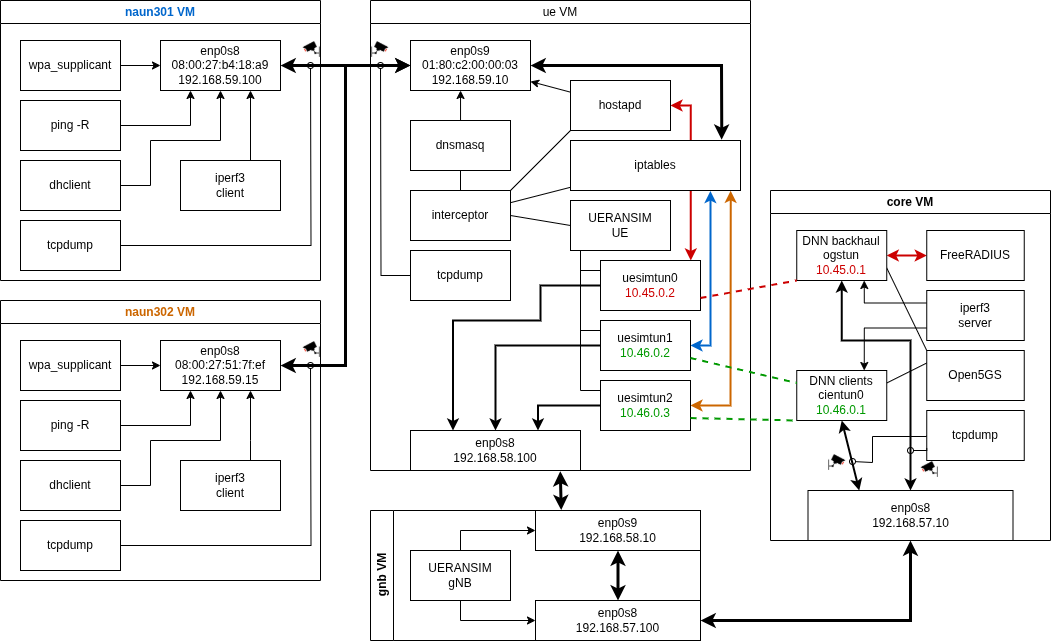 naun301 VM
wpa_supplicant
enp0s8
08:00:27:b4:18:a9
192.168.59.100
ping -R
dhclient
iperf3
client
tcpdump
naun302 VM
wpa_supplicant
enp0s8
08:00:27:51:7f:ef
192.168.59.15
ping -R
dhclient
iperf3
client
tcpdump
ue VM
enp0s9
01:80:c2:00:00:03
192.168.59.10
hostapd
dnsmasq
iptables
interceptor
UERANSIM
UE
tcpdump
uesimtun0
10.45.0.2
uesimtun1
10.46.0.2
uesimtun2
10.46.0.3
enp0s8
192.168.58.100
gnb VM
enp0s9
192.168.58.10
UERANSIM
gNB
enp0s8
192.168.57.100
core VM
DNN backhaul
ogstun
10.45.0.1
FreeRADIUS
iperf3
server
DNN clients
cientun0
10.46.0.1
Open5GS
tcpdump
enp0s8
192.168.57.10